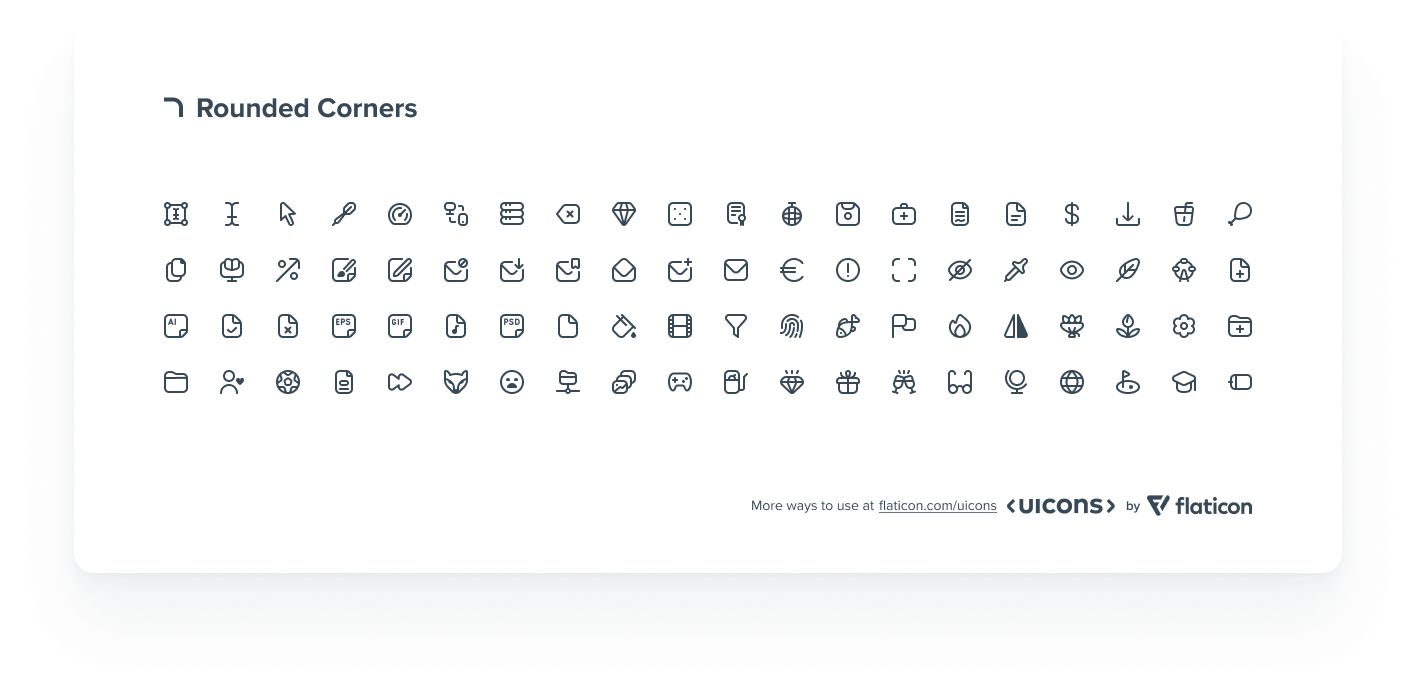 Rounded Corners
AI
EPS
GIF
PSD
More ways to use at flaticon.com/uicons <UICONS> by flaticon